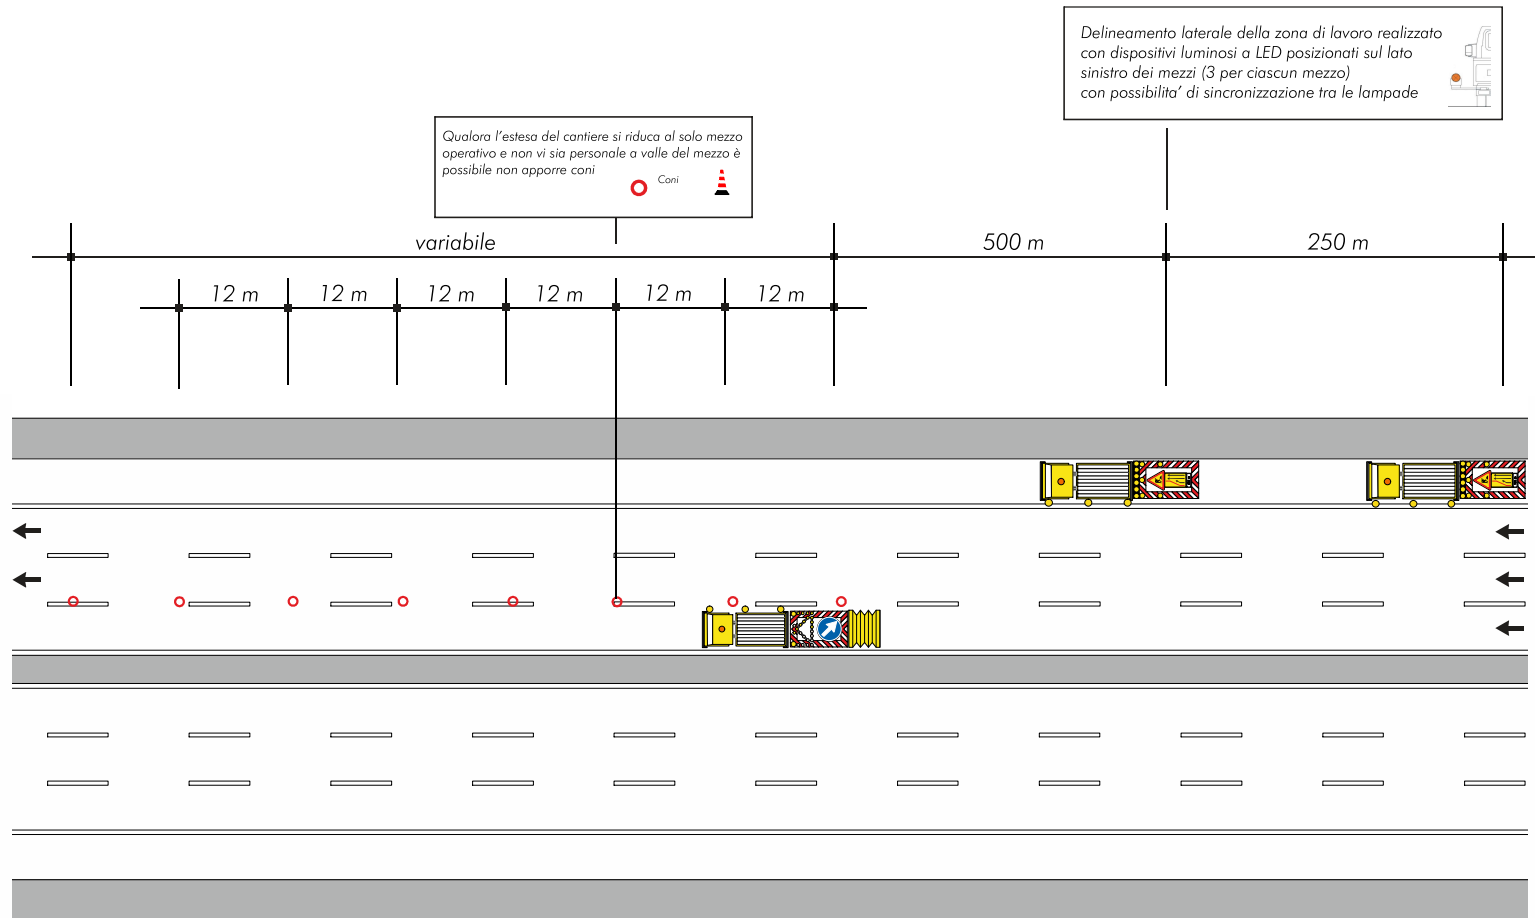 Delineamento laterale della zona di lavoro realizzato
con dispositivi luminosi a LED posizionati sul lato
sinistro dei mezzi (3 per ciascun mezzo)
con possibilita' di sincronizzazione tra le lampade
Qualora l'estesa del cantiere si riduca al solo mezzo
operativo e non vi sia personale a valle del mezzo è
possibile non apporre coni
Coni
variabile
500 m
250 m
12 m
12 m
12 m
12 m
12 m
12 m